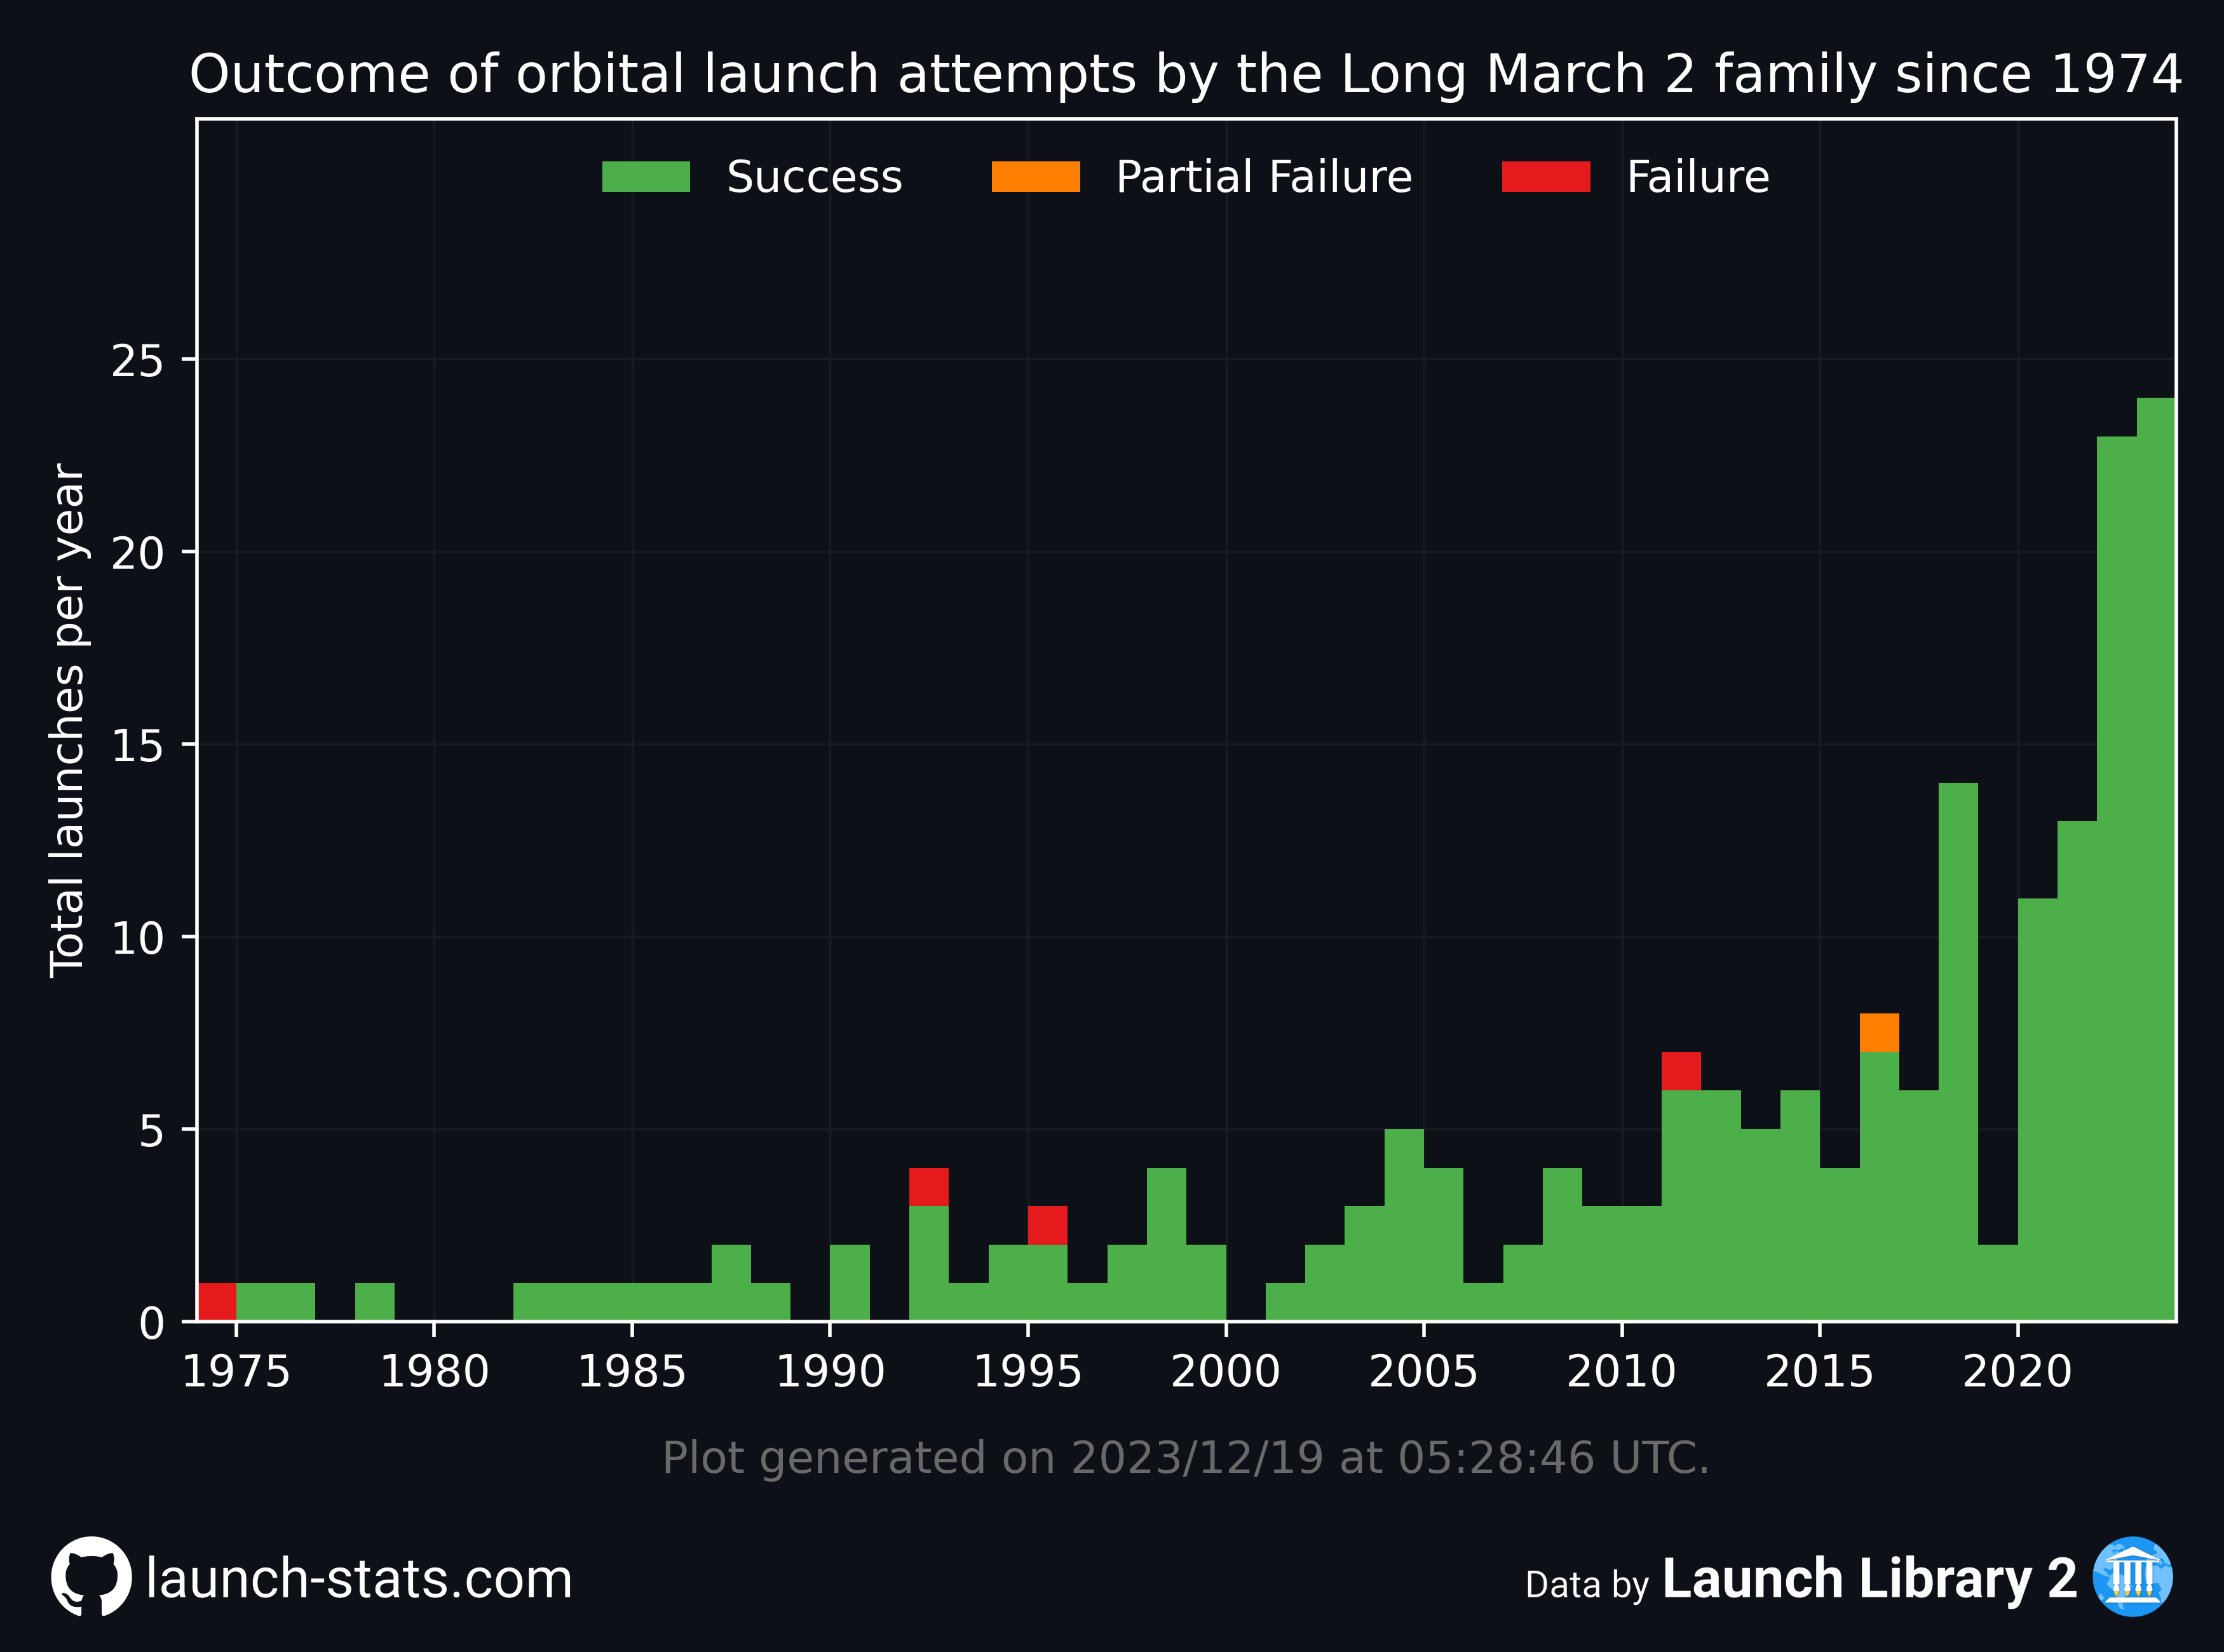 Outcome of orbital launch attempts by the Long March 2 family since 1974
Success
Partial Failure
Failure
Total launches per year
25
20
15
10
5
0
1975
1980
1985
1990
1995
2000
2005
2010
2015
2020
Plot generated on 2023/12/19 at 05:28:46 UTC.
launch-stats.com
Data by Launch Library 2